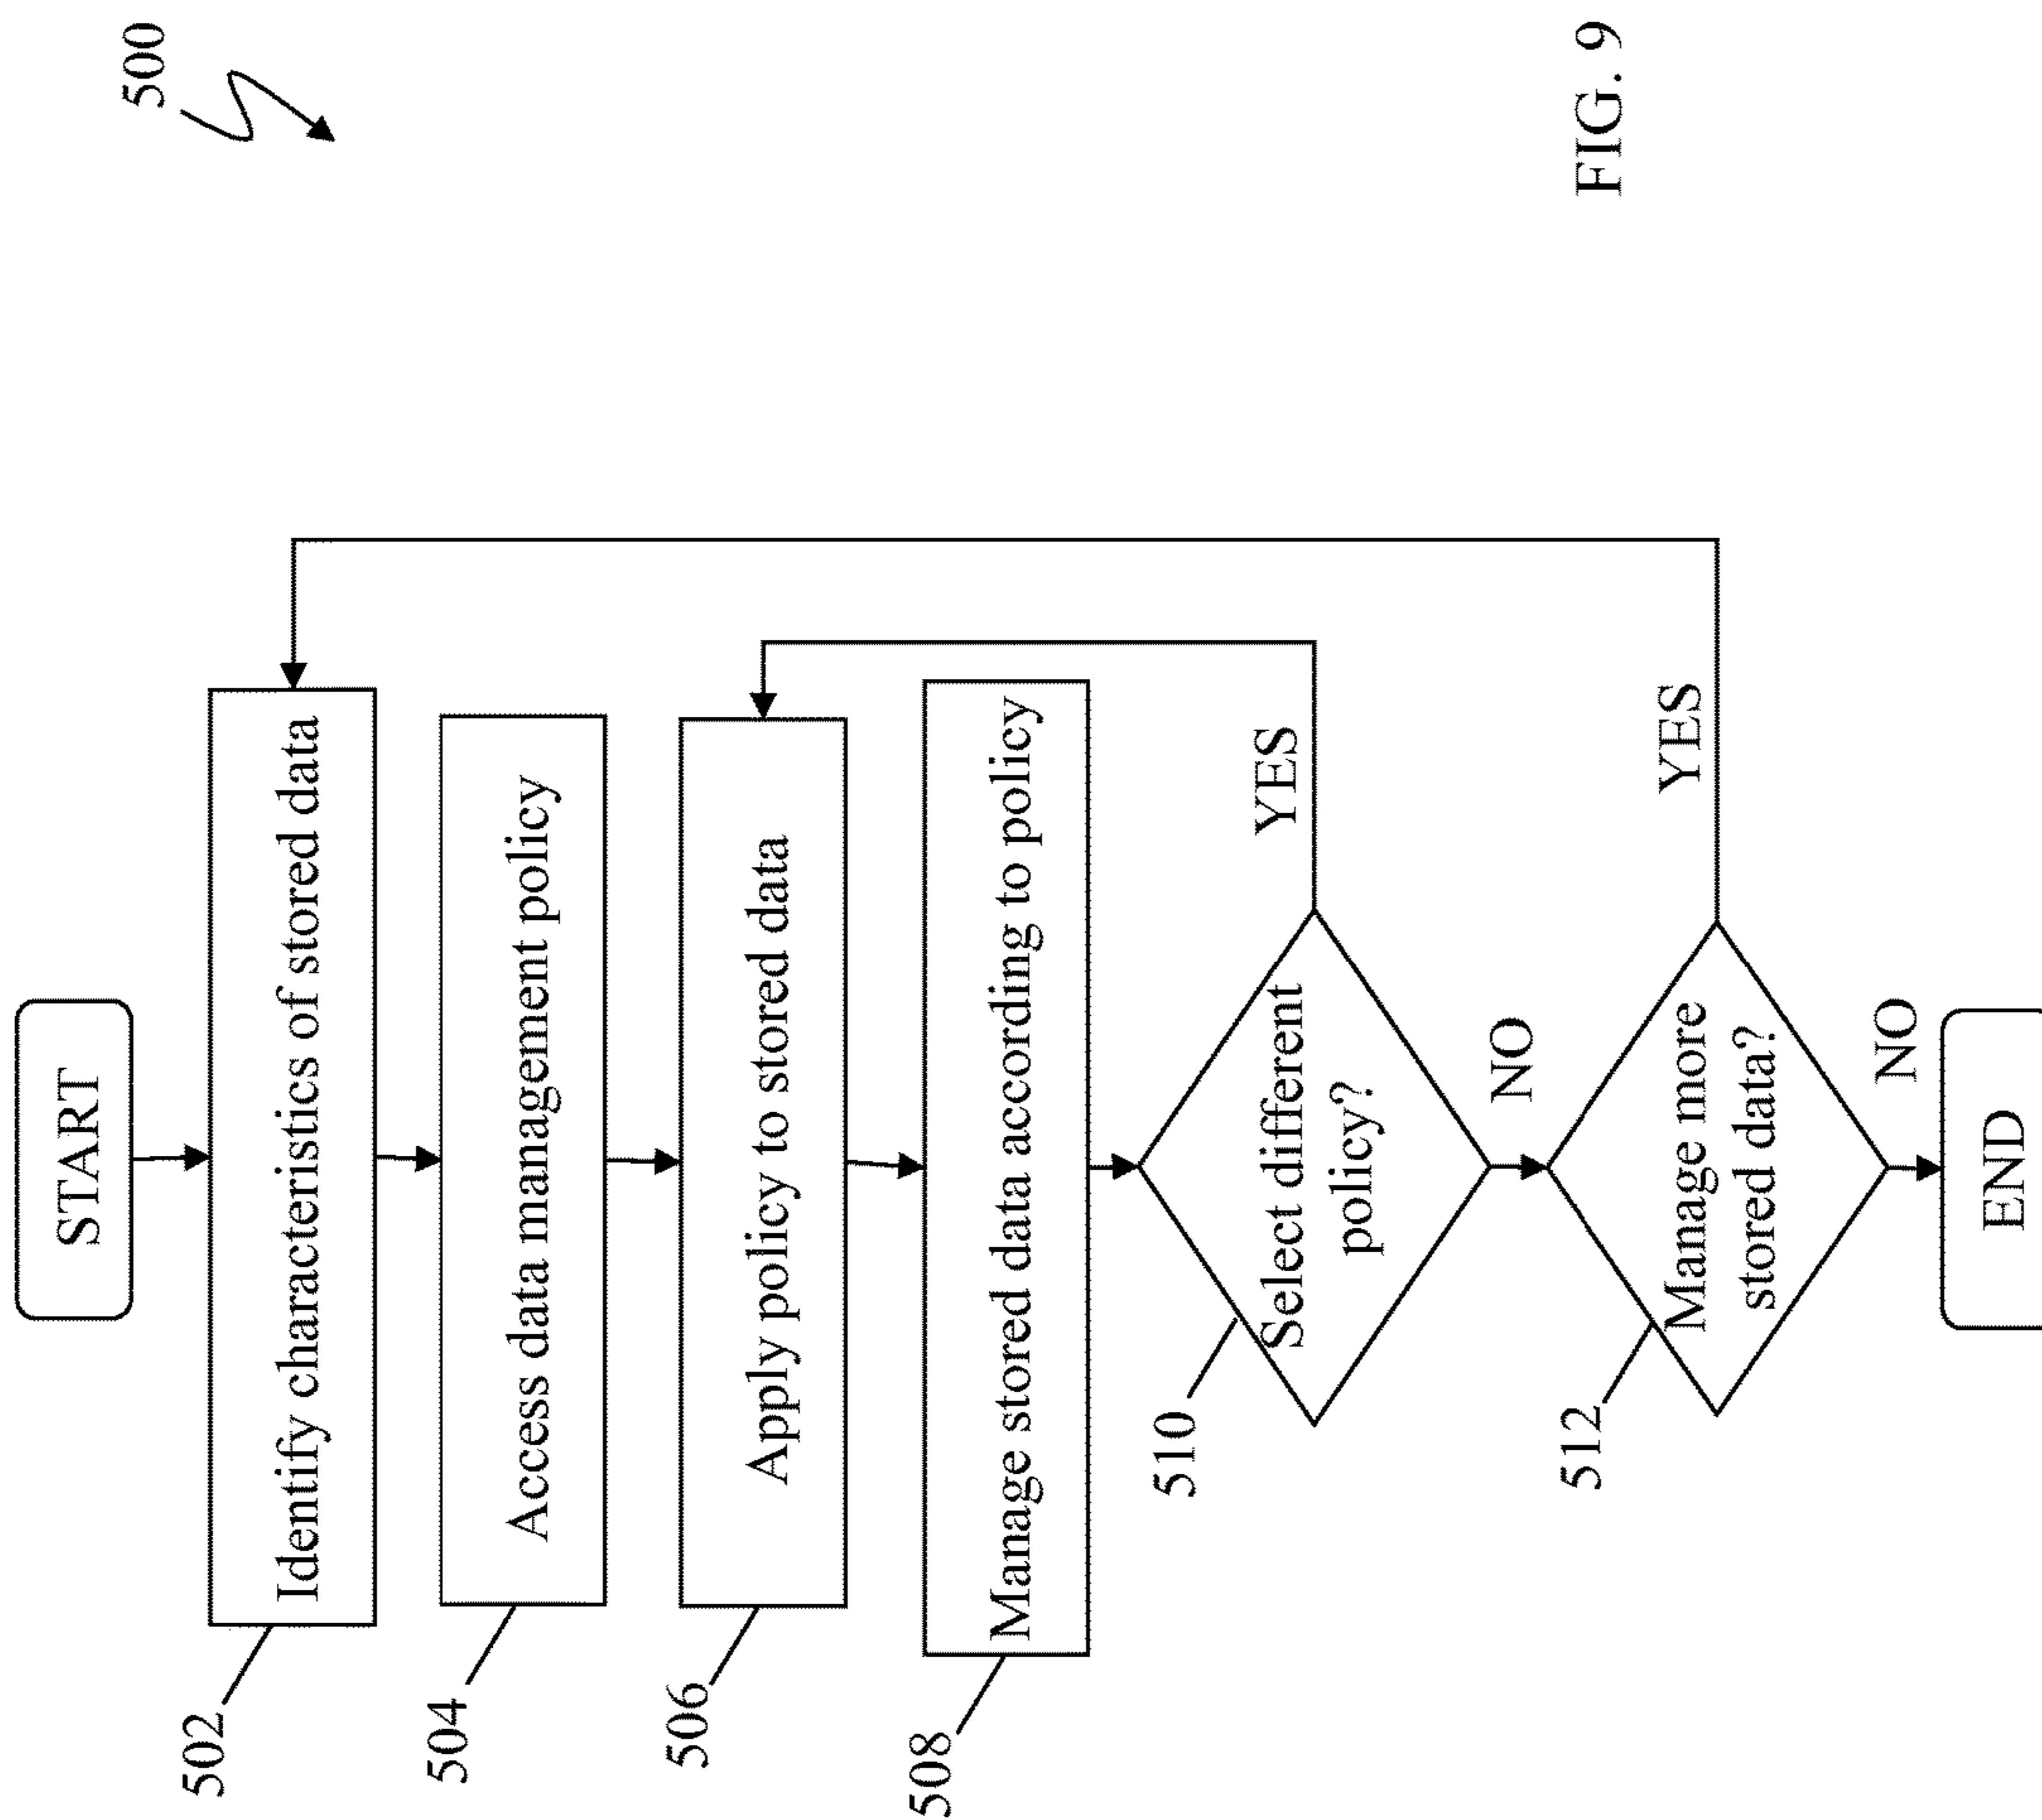 500
START
502
Identify characteristics of stored data
504
Access data management policy
506
Apply policy to stored data
508
Manage stored data according to policy
510
Select different
policy?
YES
NO
512
Manage more
stored data?
YES
NO
END
FIG. 9